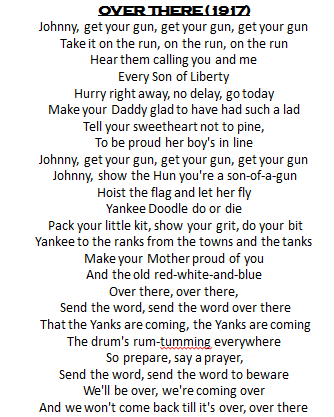 OVER THERE (1917)
Johnny, get your gun, get your gun, get your gun
Take it on the run, on the run, on the run
Hear them calling you and me
Every Son of Liberty
Hurry right away, no delay, go today
Make your Daddy glad to have had such a lad
Tell your sweetheart not to pine,
To be proud her boy's in line
Johnny, get your gun, get your gun, get your gun
Johnny, show the Hun you're a son-of-a-gun
Hoist the flag and let her fly
Yankee Doodle do or die
Pack your little kit, show your grit, do your bit
Yankee to the ranks from the towns and the tanks
Make your Mother proud of you
And the old red-white-and-blue
Over there, over there,
Send the word, send the word over there
That the Yanks are coming, the Yanks are coming
The drum's rum-tumming everywhere
So prepare, say a prayer,
Send the word, send the word to beware
We'll be over, we're coming over
And we won't come back till it's over, over there